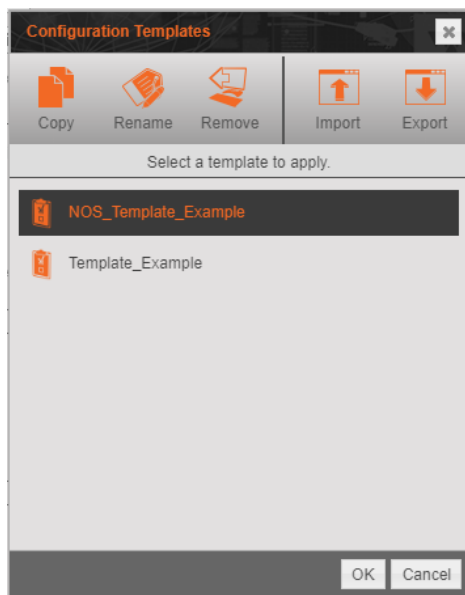 Configuration Templates
Copy Rename Remove Import Export
Select a template to apply.
NOS_Template_Example
Template_Example
OK Cancel